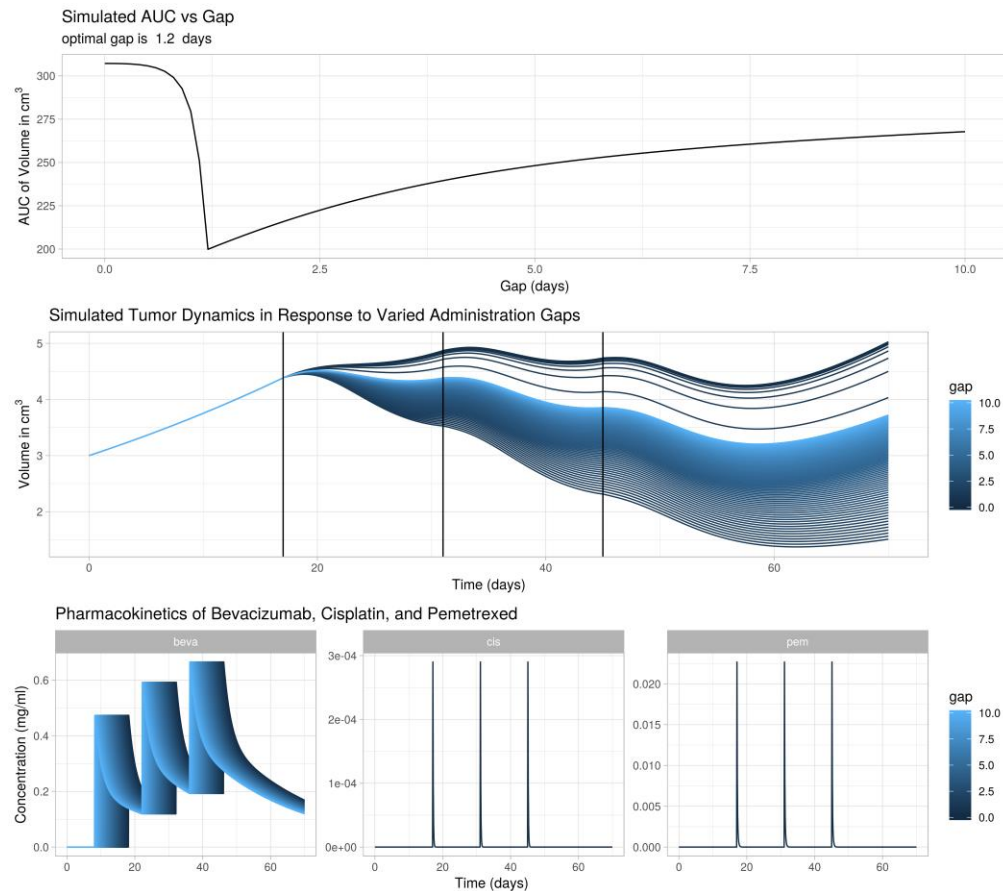 Simulated AUC vs Gap
optimal gap is 1.2 days
AUC of Volume in cm³
300
275
250
225
200
0.0 2.5 5.0 7.5 10.0
Gap (days)
Simulated Tumor Dynamics in Response to Varied Administration Gaps
Volume in cm³
5
4
3
2
0 20 40 60
Time (days)
gap
10.0
7.5
5.0
2.5
0.0
Pharmacokinetics of Bevacizumab, Cisplatin, and Pemetrexed
beva cis pem
Concentration (mg/ml)
0.6
0.4
0.2
0.0
0 20 40 60
3e-04
2e-04
1e-04
0e+00
0 20 40 60
0.020
0.015
0.010
0.005
0.000
0 20 40 60
Time (days)
gap
10.0
7.5
5.0
2.5
0.0